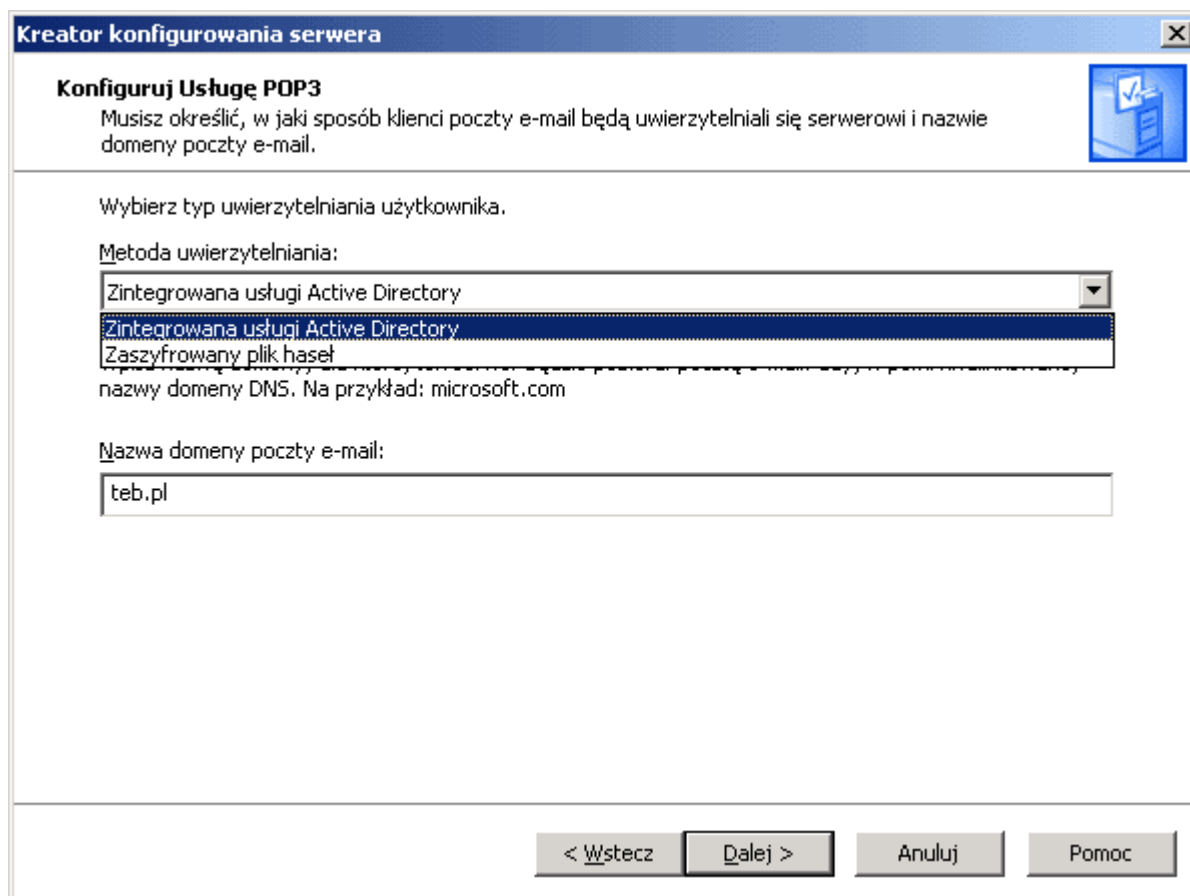 Kreator konfigurowania serwera
Konfiguruj Usługę POP3
Musisz określić, w jaki sposób klienci poczty e-mail będą uwierzytelniali się serwerowi i nazwie
domeny poczty e-mail.
Wybierz typ uwierzytelniania użytkownika.
Metoda uwierzytelniania:
Zintegrowana usługi Active Directory
Zintegrowana usługi Active Directory
Zaszyfrowany plik haseł
nazwy domeny DNS. Na przykład: microsoft.com
Nazwa domeny poczty e-mail:
teb.pl
< Wstecz Dalej > Anuluj Pomoc